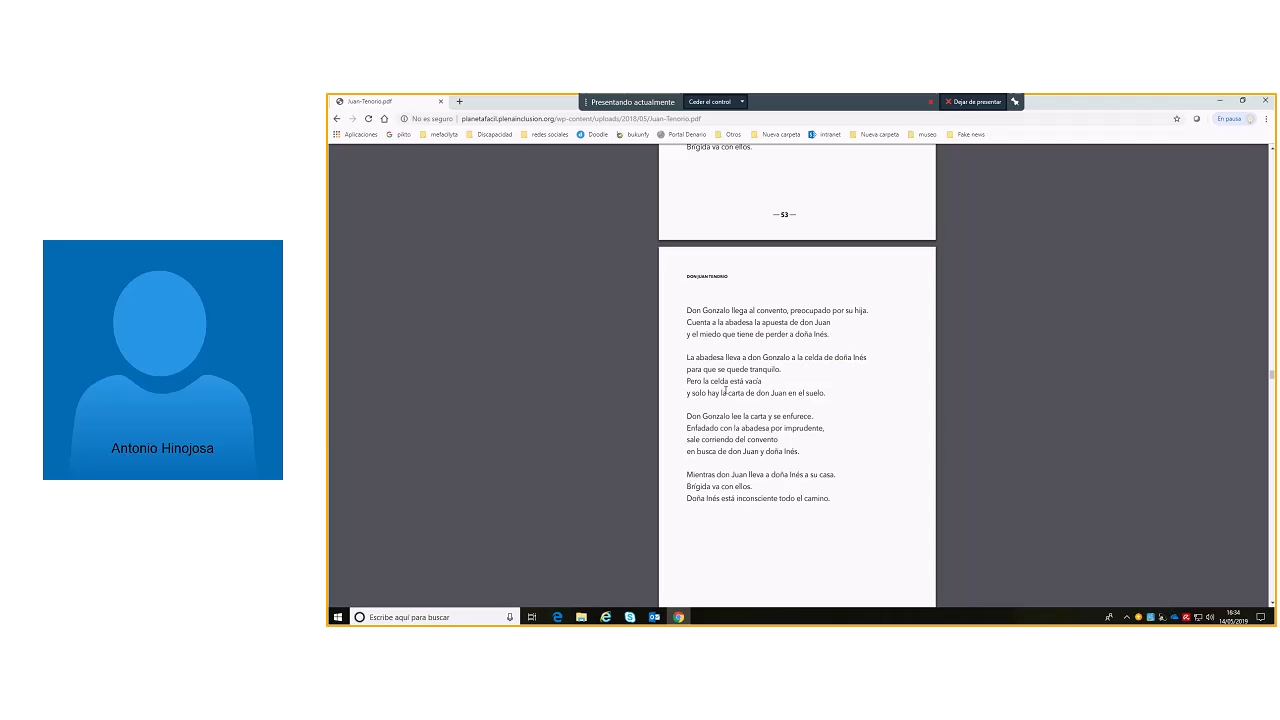 Juan-Tenorio.pdf
Presentando actualmente
Ceder el control
Dejar de presentar
No es seguro
planetafacil.plenainclusion.org/wp-content/uploads/2018/05/Juan-Tenorio.pdf
En pausa
Aplicaciones
pikto
mefacilyta
Discapacidad
redes sociales
Doodle
bukunfy
Portal Denario
Otros
Nueva carpeta
intranet
Nueva carpeta
museo
Fake news
Brígida va con ellos.
— 53 —
DON JUAN TENORIO
Don Gonzalo llega al convento, preocupado por su hija.
Cuenta a la abadesa la apuesta de don Juan
y el miedo que tiene de perder a doña Inés.
La abadesa lleva a don Gonzalo a la celda de doña Inés
para que se quede tranquilo.
Pero la celda está vacía
y solo hay la carta de don Juan en el suelo.
Don Gonzalo lee la carta y se enfurece.
Enfadado con la abadesa por imprudente,
sale corriendo del convento
en busca de don Juan y doña Inés.
Mientras don Juan lleva a doña Inés a su casa.
Brígida va con ellos.
Doña Inés está inconsciente todo el camino.
Antonio Hinojosa
Escribe aquí para buscar
18:34
14/05/2019